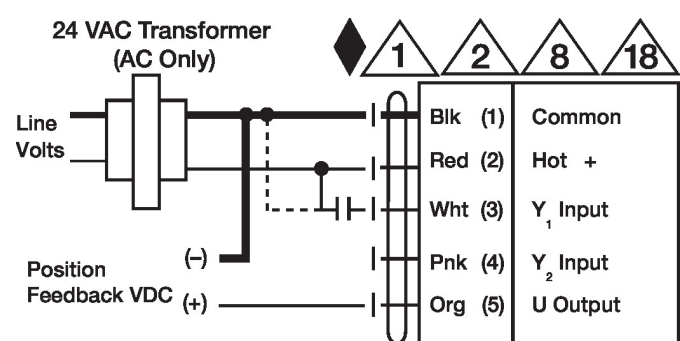 24 VAC Transformer
(AC Only)
1 2 8 18
Line
Volts
Blk (1) Common
Red (2) Hot +
Wht (3) Y1 Input
(–)
Pnk (4) Y2 Input
Position
Feedback VDC (+)
Org (5) U Output